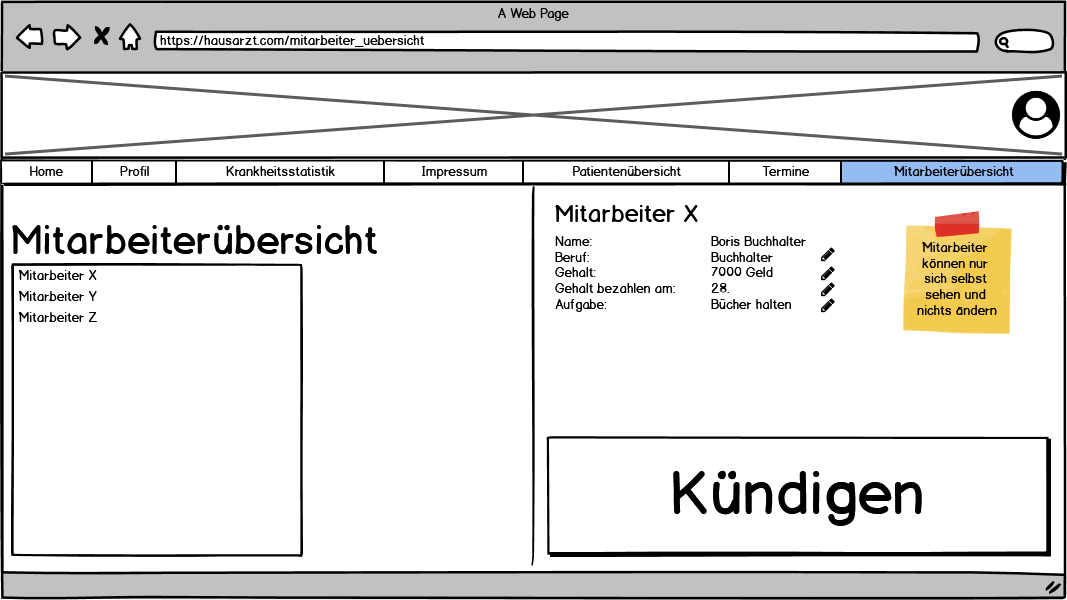 A Web Page
https://hausarzt.com/mitarbeiter_uebersicht
Home Profil Krankheitsstatistik Impressum Patientenübersicht Termine Mitarbeiterübersicht
Mitarbeiterübersicht
Mitarbeiter X
Mitarbeiter Y
Mitarbeiter Z
Mitarbeiter X
Name: Boris Buchhalter
Beruf: Buchhalter
Gehalt: 7000 Geld
Gehalt bezahlen am: 28.
Aufgabe: Bücher halten
Mitarbeiter
können nur
sich selbst
sehen und
nichts ändern
Kündigen